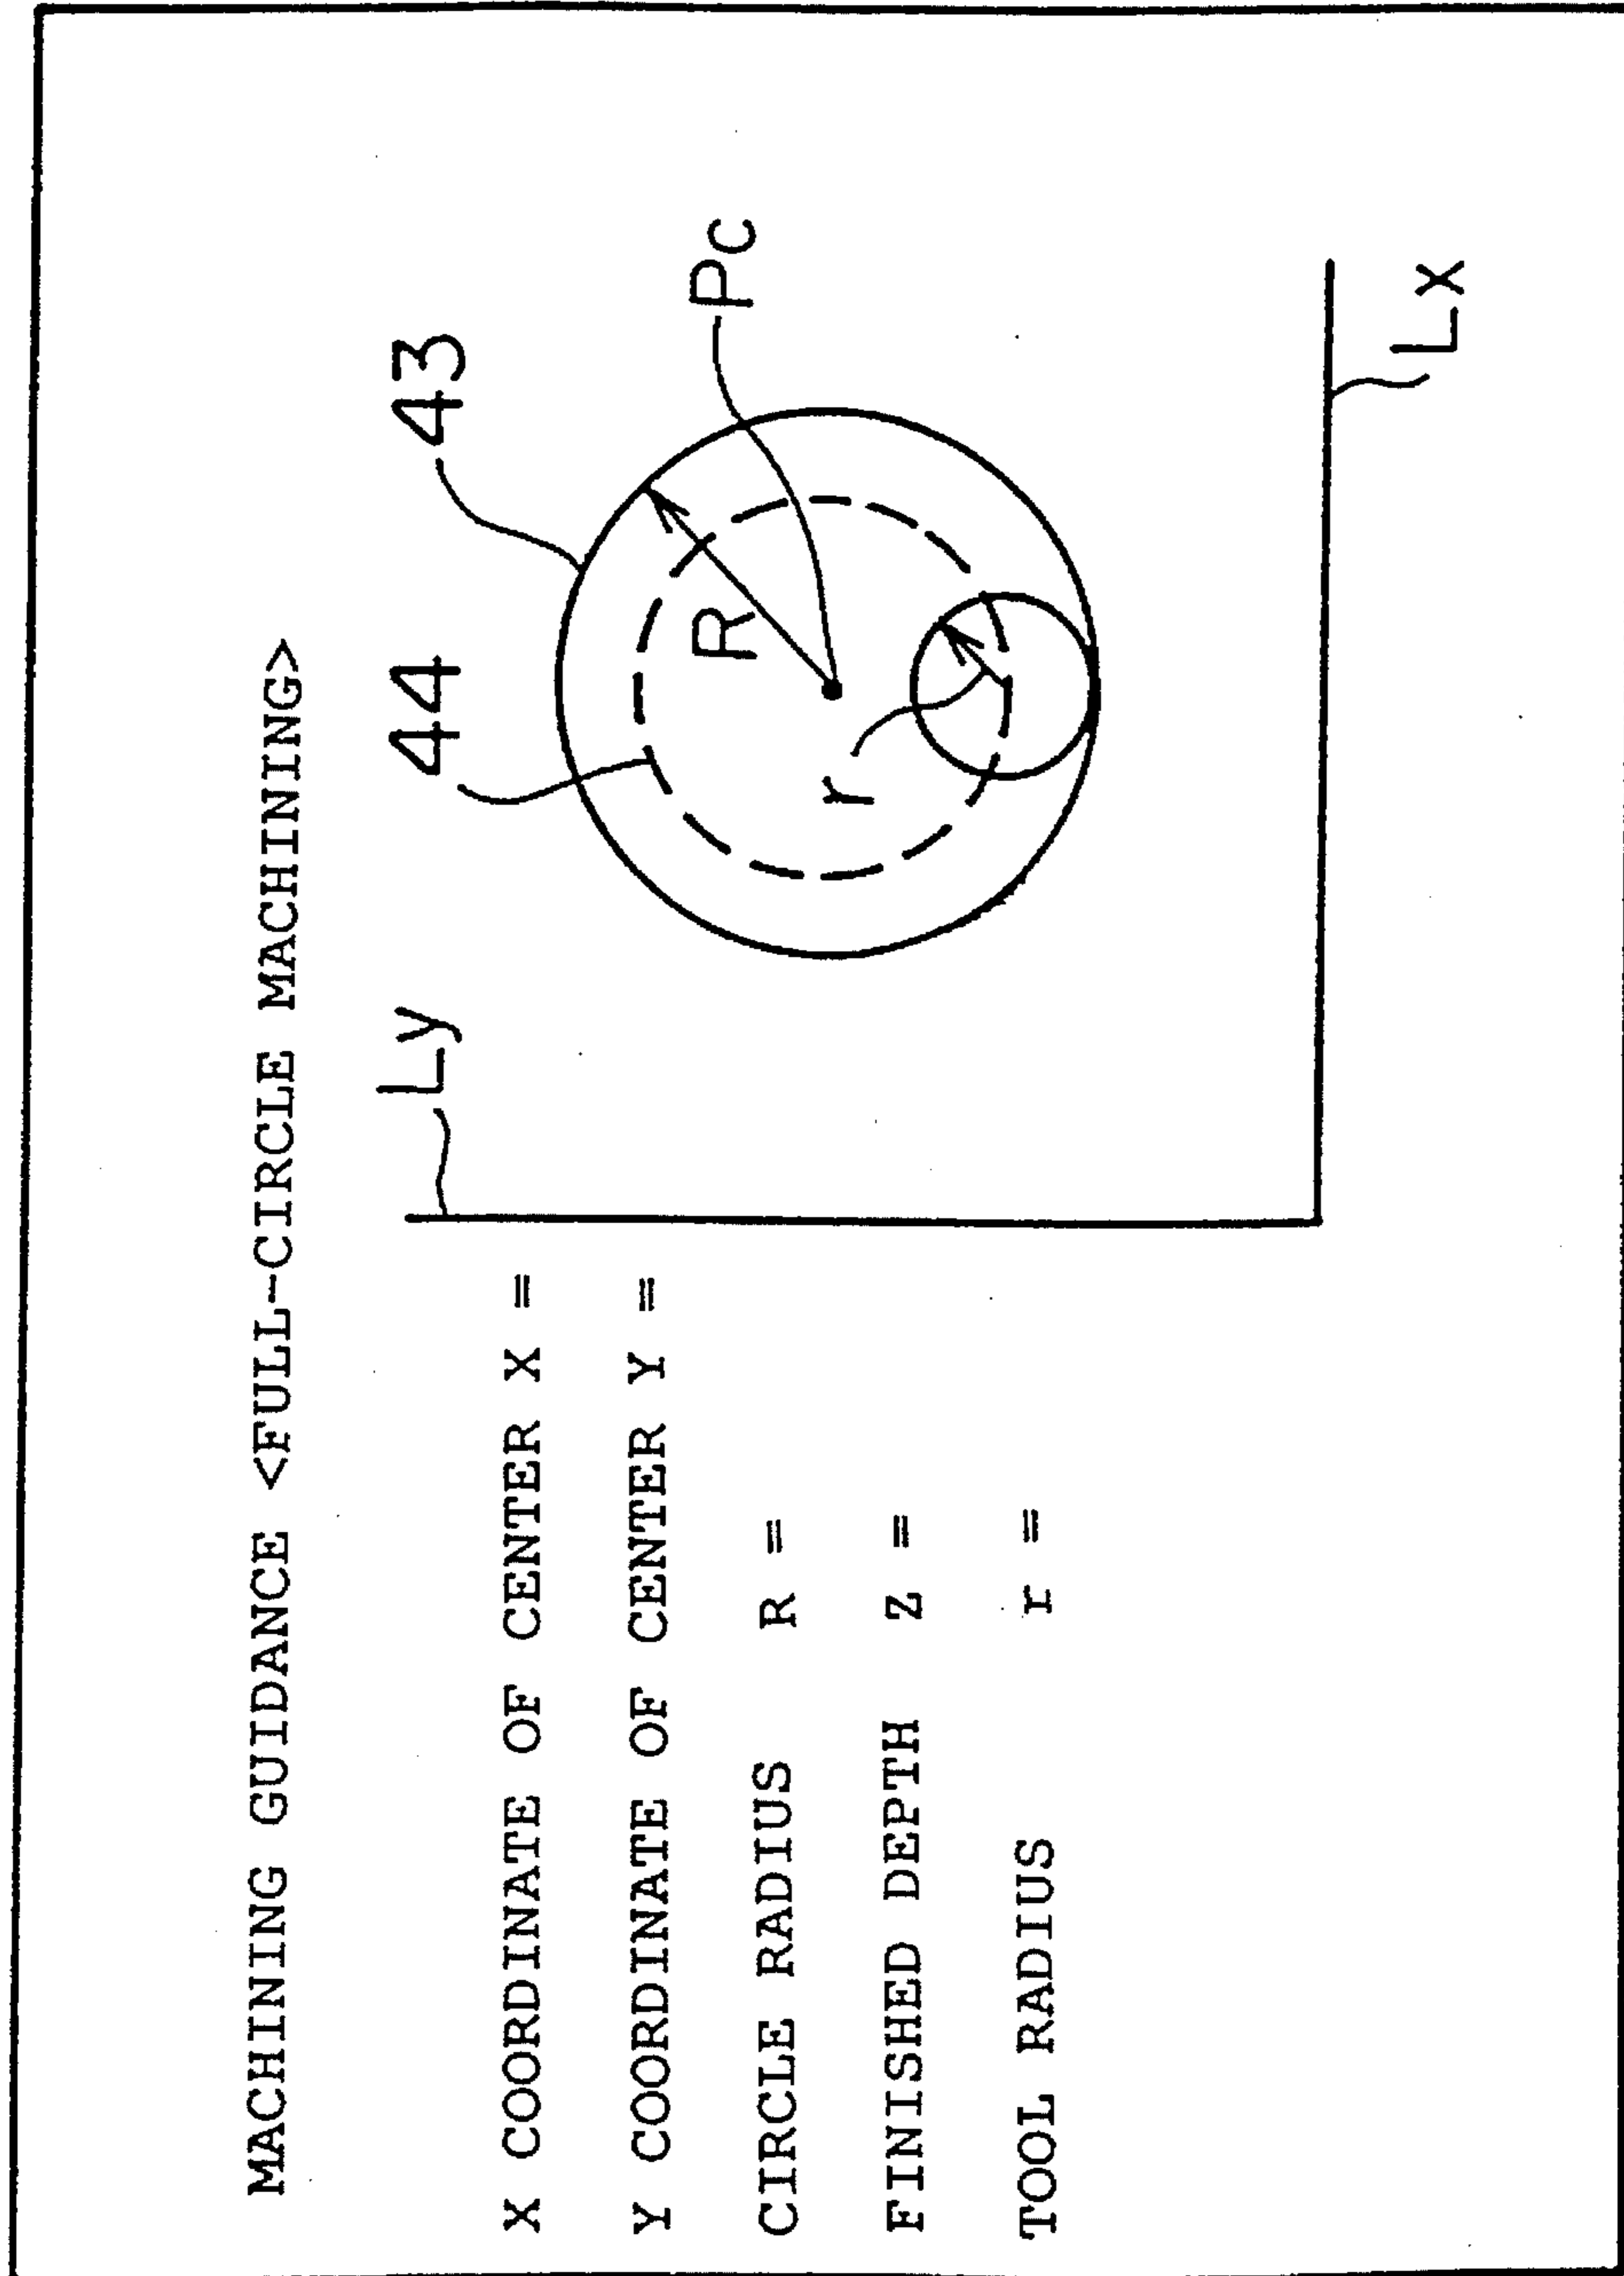 MACHINING GUIDANCE <FULL-CIRCLE MACHINING>
X COORDINATE OF CENTER X =
Y COORDINATE OF CENTER Y =
CIRCLE RADIUS R =
FINISHED DEPTH Z =
TOOL RADIUS r =
Ly
44
43
R
Pc
r
Lx